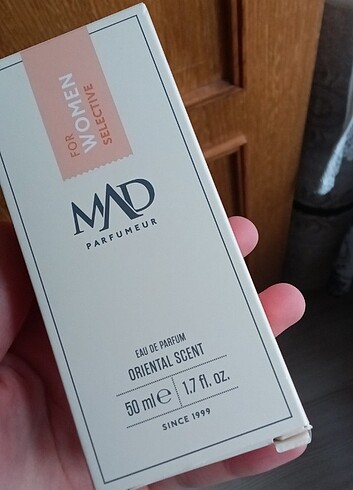 FOR
WOMEN
SELECTIVE
MAD
PARFUMEUR
EAU DE PARFUM
ORIENTAL SCENT
50 ml ℮ 1.7 fl. oz.
SINCE 1999